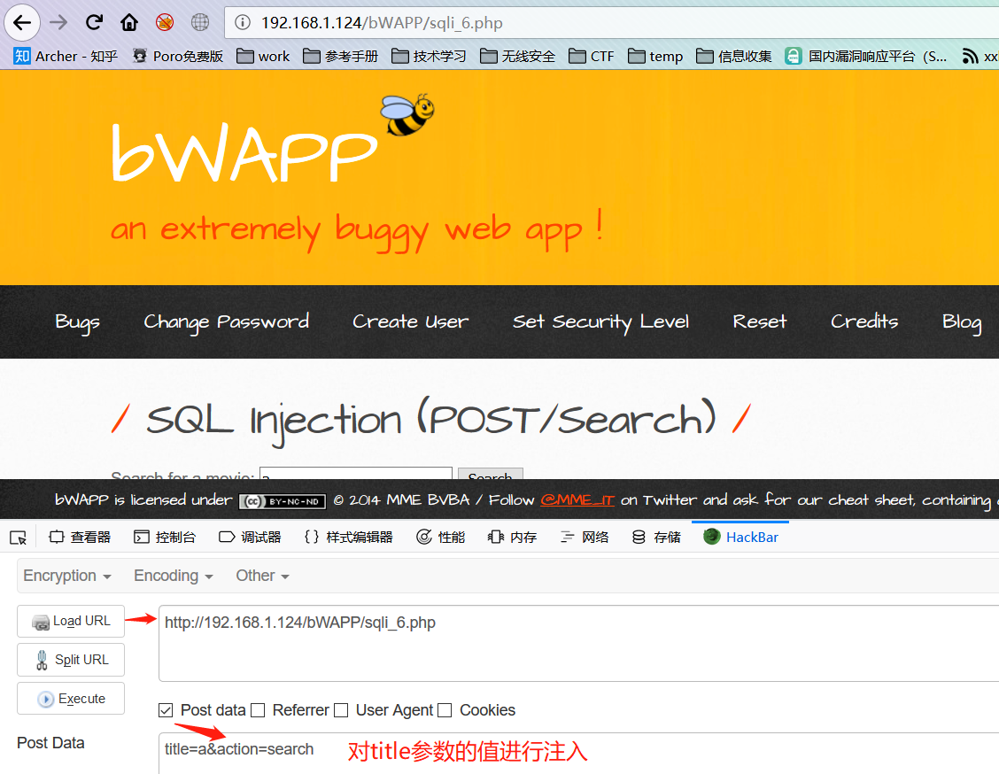 192.168.1.124/bWAPP/sqli_6.php
Archer - 知乎 Poro免费版 work 参考手册 技术学习 无线安全 CTF temp 信息收集 国内漏洞响应平台（S...
bWAPP
an extremely buggy web app !
Bugs Change Password Create User Set Security Level Reset Credits Blog
/ SQL Injection (POST/Search) /
Search for a movie: a Search
bWAPP is licensed under (cc) BY-NC-ND © 2014 MME BVBA / Follow @MME_IT on Twitter and ask for our cheat sheet, containing
查看器 控制台 调试器 {} 样式编辑器 性能 内存 网络 存储 HackBar
Encryption Encoding Other
Load URL http://192.168.1.124/bWAPP/sqli_6.php
Split URL
Execute
Post data Referrer User Agent Cookies
Post Data title=a&action=search 对title参数的值进行注入